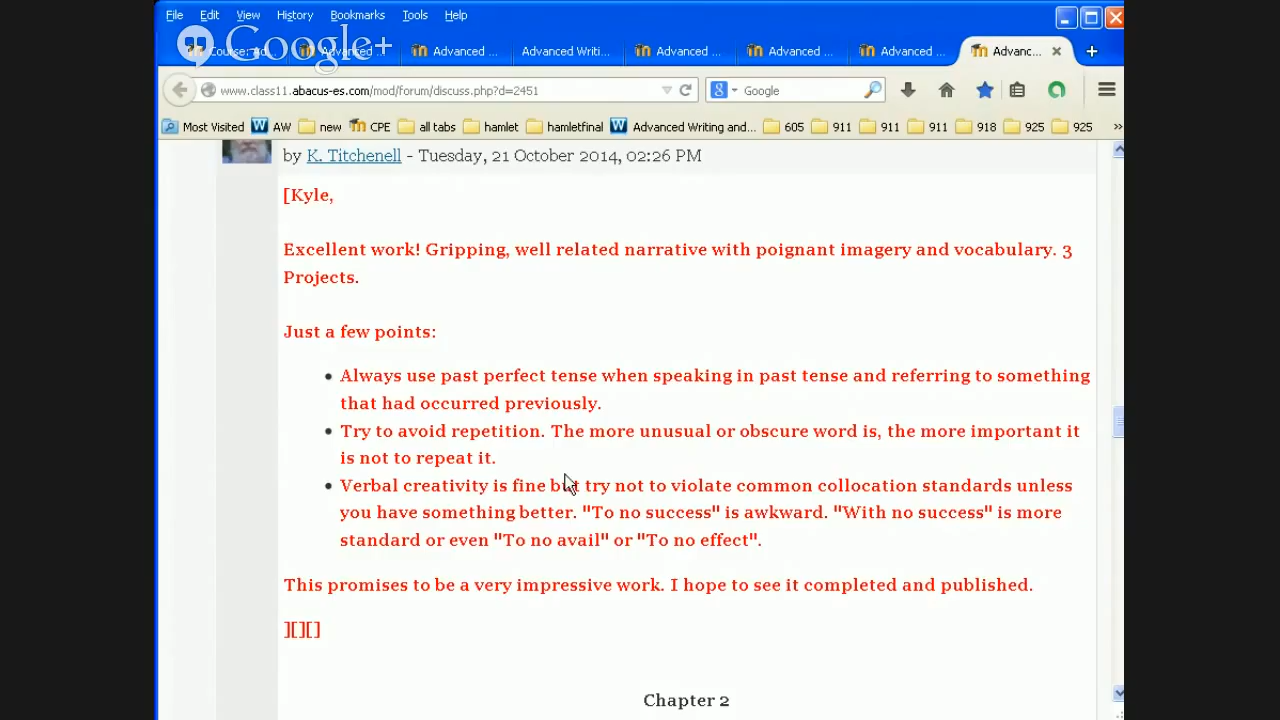 File Edit View History Bookmarks Tools Help
Google+
Advanced ... Advanced Writi... Advanced ... Advanced ... Advanced ... Advanc...
www.class11.abacus-es.com/mod/forum/discuss.php?d=2451 Google
Most Visited AW new CPE all tabs hamlet hamletfinal Advanced Writing and... 605 911 911 911 918 925 925 »
by K. Titchenell - Tuesday, 21 October 2014, 02:26 PM
[Kyle,
Excellent work! Gripping, well related narrative with poignant imagery and vocabulary. 3
Projects.
Just a few points:
Always use past perfect tense when speaking in past tense and referring to something
that had occurred previously.
Try to avoid repetition. The more unusual or obscure word is, the more important it
is not to repeat it.
Verbal creativity is fine but try not to violate common collocation standards unless
you have something better. "To no success" is awkward. "With no success" is more
standard or even "To no avail" or "To no effect".
This promises to be a very impressive work. I hope to see it completed and published.
][][]
Chapter 2